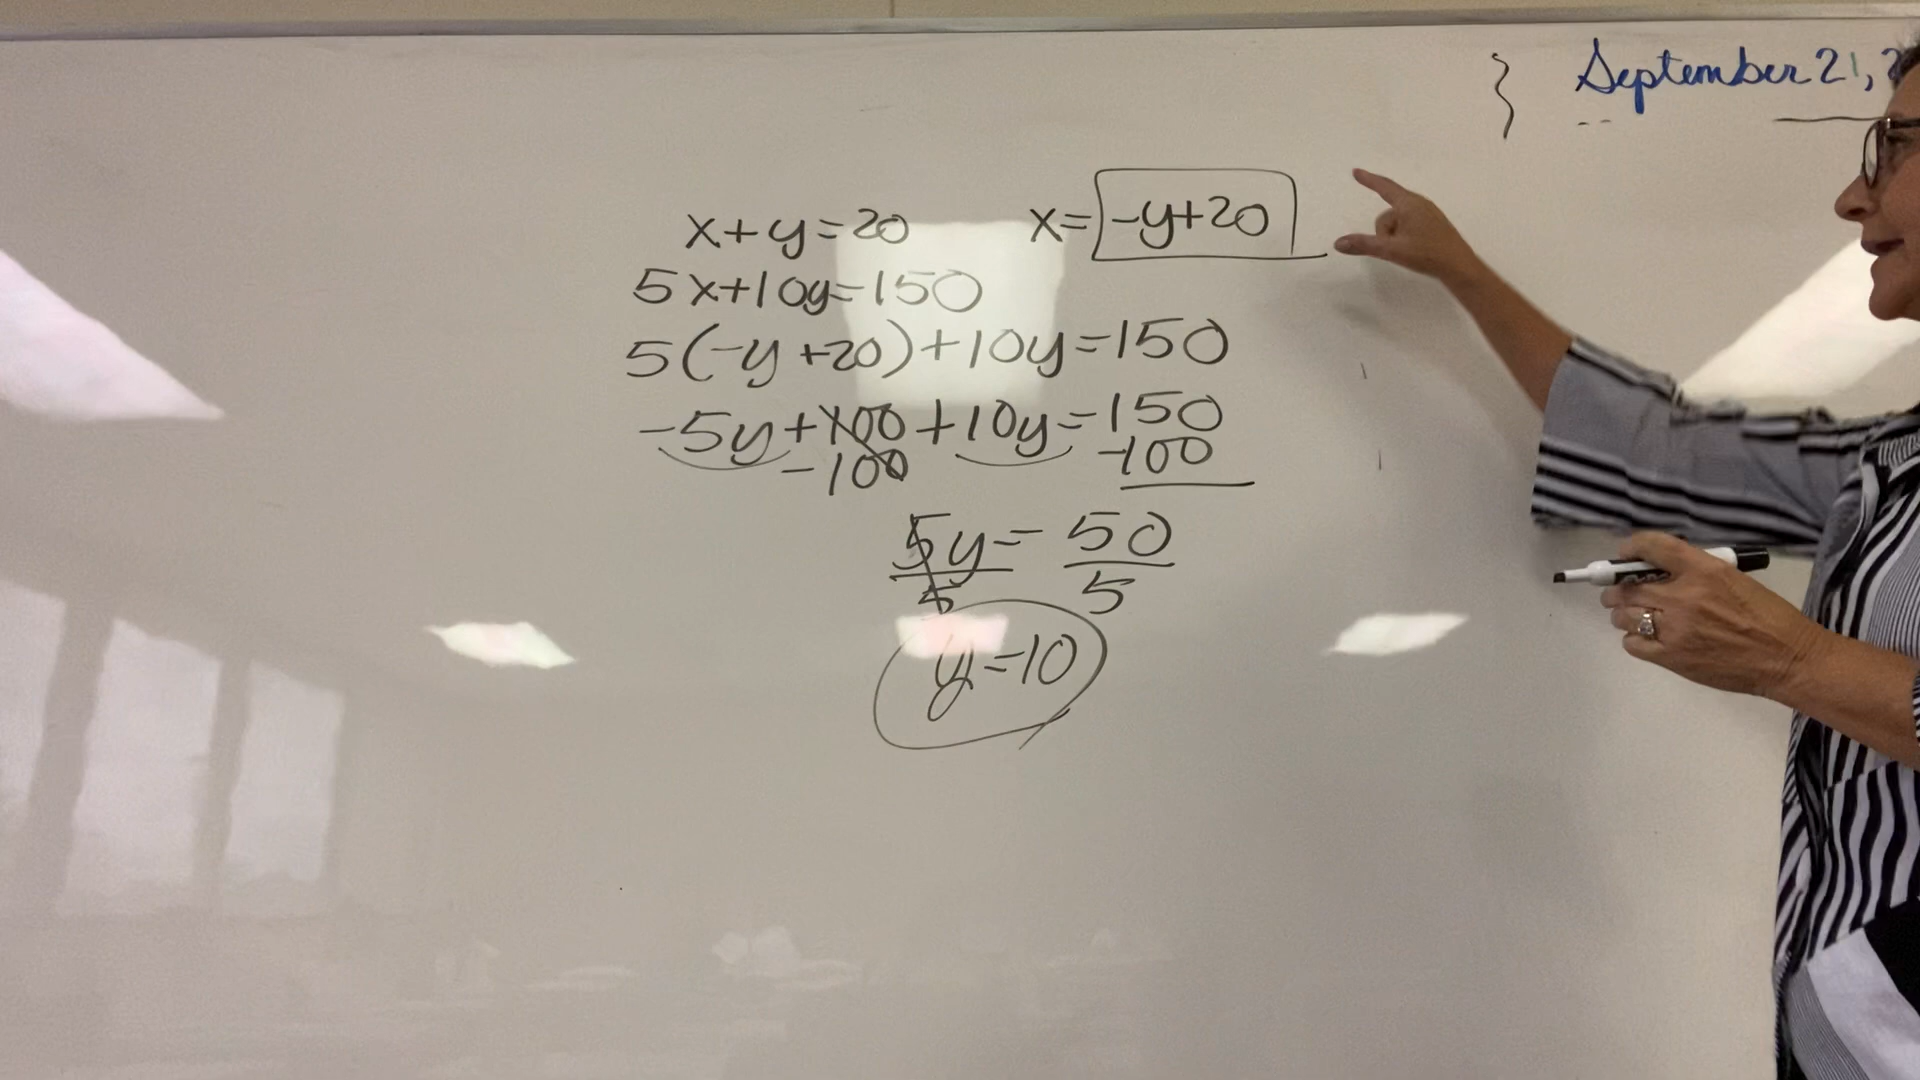 September 21,
x+y=20 x=-y+20
5x+10y=150
5(-y+20)+10y=150
-5y+100+10y=150
-100 -100
5y=50
5 5
y=10